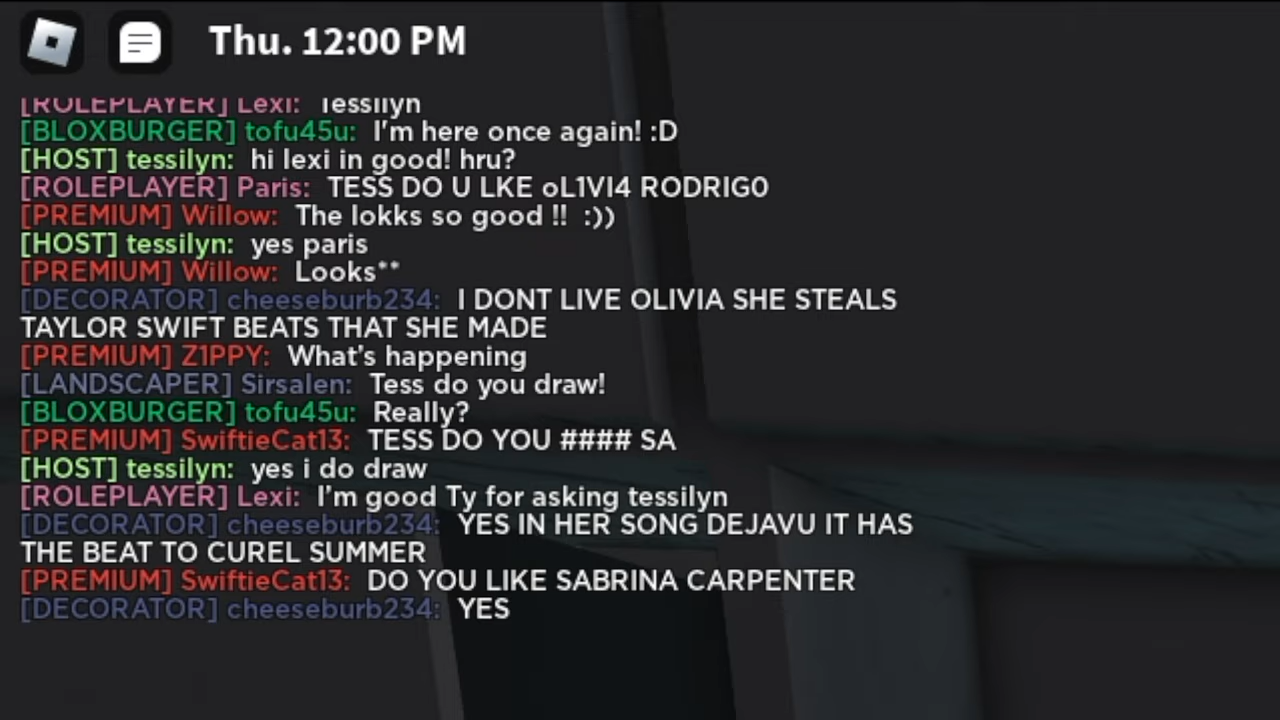 Thu. 12:00 PM
[ROLEPLAYER] Lexi: Tessilyn
[BLOXBURGER] tofu45u: I'm here once again! :D
[HOST] tessilyn: hi lexi in good! hru?
[ROLEPLAYER] Paris: TESS DO U LKE oL1VI4 RODRIG0
[PREMIUM] Willow: The lokks so good !! :))
[HOST] tessilyn: yes paris
[PREMIUM] Willow: Looks**
[DECORATOR] cheeseburb234: I DONT LIVE OLIVIA SHE STEALS
TAYLOR SWIFT BEATS THAT SHE MADE
[PREMIUM] Z1PPY: What's happening
[LANDSCAPER] Sirsalen: Tess do you draw!
[BLOXBURGER] tofu45u: Really?
[PREMIUM] SwiftieCat13: TESS DO YOU #### SA
[HOST] tessilyn: yes i do draw
[ROLEPLAYER] Lexi: I'm good Ty for asking tessilyn
[DECORATOR] cheeseburb234: YES IN HER SONG DEJAVU IT HAS
THE BEAT TO CUREL SUMMER
[PREMIUM] SwiftieCat13: DO YOU LIKE SABRINA CARPENTER
[DECORATOR] cheeseburb234: YES